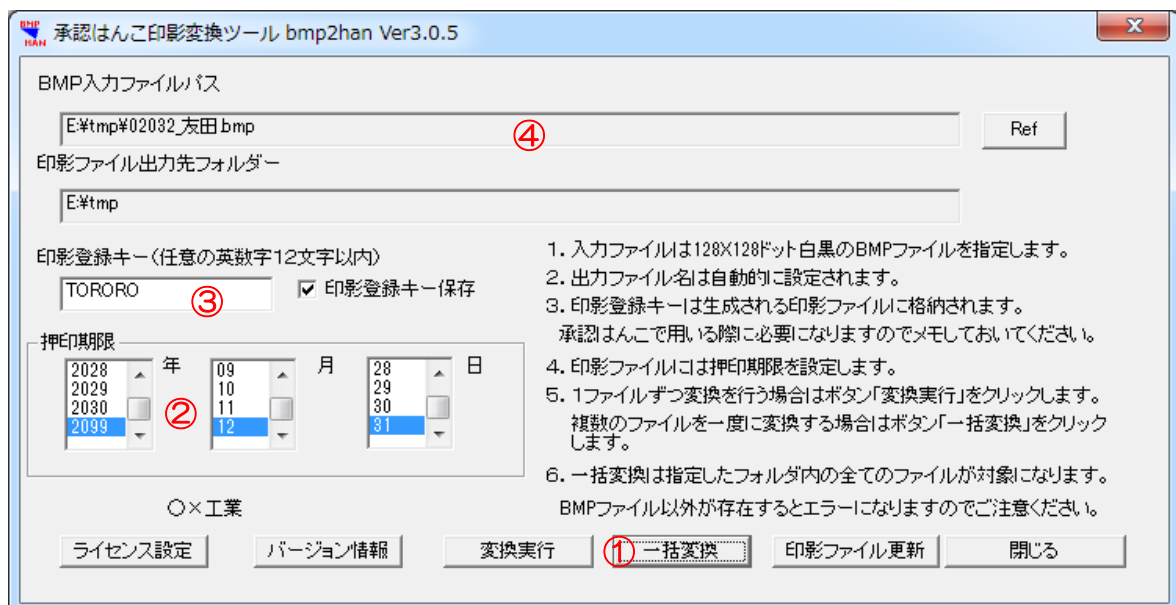 BMP
HAN
承認はんこ印影変換ツール bmp2han Ver3.0.5
BMP入力ファイルパス
E:¥tmp¥02032_友田.bmp
④
Ref
印影ファイル出力先フォルダー
E:¥tmp
印影登録キー(任意の英数字12文字以内)
TORORO
③
印影登録キー保存
押印期限
2028
2029
2030
2099
年
②
09
10
11
12
月
28
29
30
31
日
1. 入力ファイルは128X128ドット白黒のBMPファイルを指定します。
2. 出力ファイル名は自動的に設定されます。
3. 印影登録キーは生成される印影ファイルに格納されます。
承認はんこで用いる際に必要になりますのでメモしておいてください。
4. 印影ファイルには押印期限を設定します。
5. 1ファイルずつ変換を行う場合はボタン「変換実行」をクリックします。
複数のファイルを一度に変換する場合はボタン「一括変換」をクリック
します。
6. 一括変換は指定したフォルダ内の全てのファイルが対象になります。
BMPファイル以外が存在するとエラーになりますのでご注意ください。
○×工業
ライセンス設定
バージョン情報
変換実行
①
一括変換
印影ファイル更新
閉じる